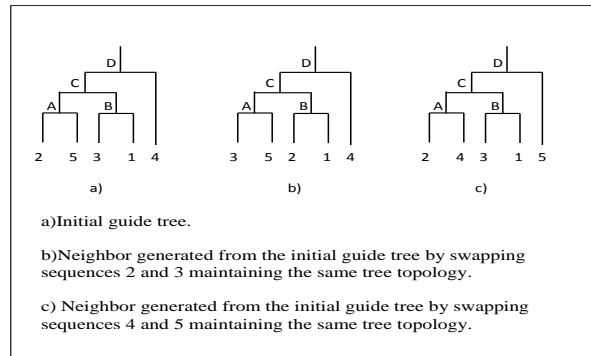 D D D
C C C
A B A B A B
2 5 3 1 4 3 5 2 1 4 2 4 3 1 5
a) b) c)
a)Initial guide tree.
b)Neighbor generated from the initial guide tree by swapping
sequences 2 and 3 maintaining the same tree topology.
c) Neighbor generated from the initial guide tree by swapping
sequences 4 and 5 maintaining the same tree topology.